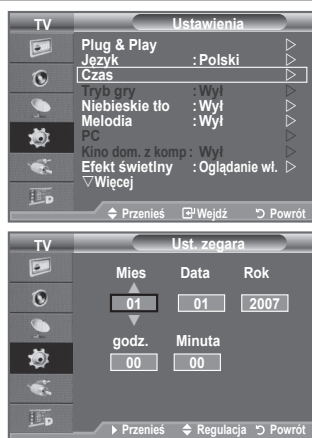 TV Ustawienia
Plug & Play
Język : Polski
Czas
Tryb gry : Wył
Niebieskie tło : Wył
Melodia : Wył
PC
Kino dom. z komp : Wył
Efekt świetlny : Oglądanie wł.
▽Więcej
Przenieś Wejdź Powrót
TV Ust. zegara
Mies Data Rok
01 01 2007
godz. Minuta
00 00
Przenieś Regulacja Powrót